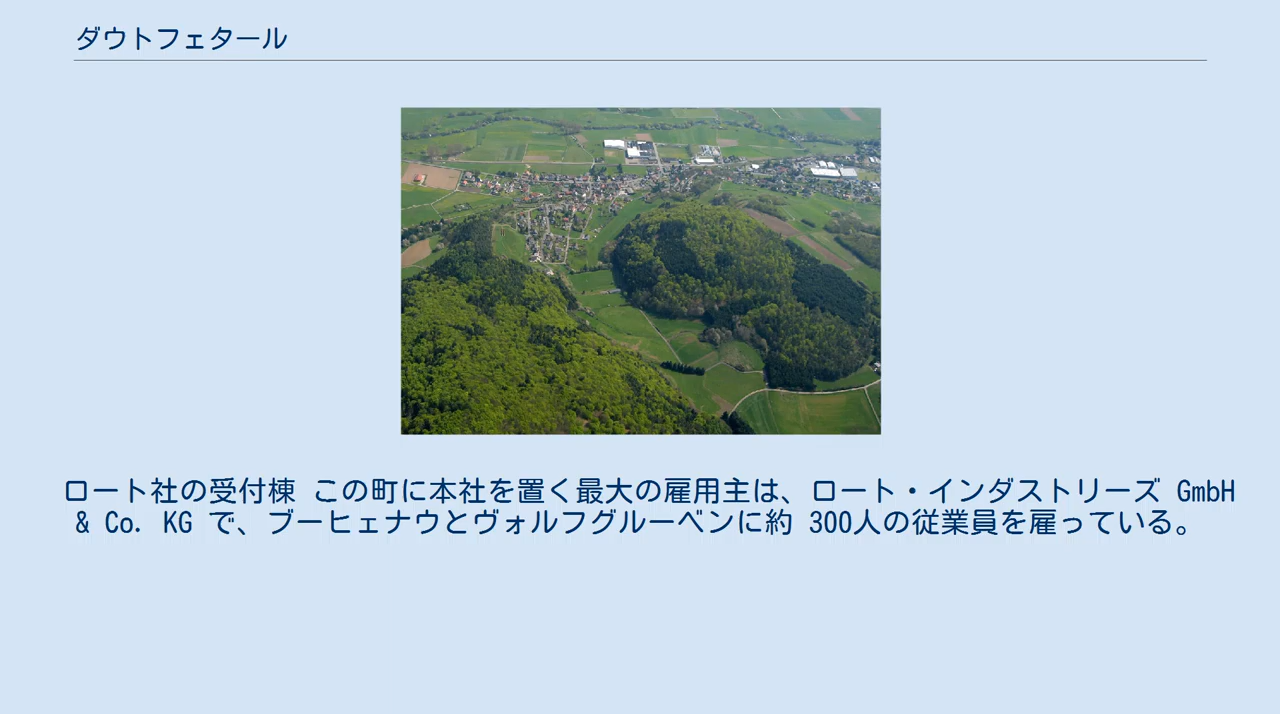 ダウトフェタール
ロート社の受付棟 この町に本社を置く最大の雇用主は、ロート・インダストリーズ GmbH
& Co. KG で、ブーヒェナウとヴォルフグルーベンに約 300人の従業員を雇っている。